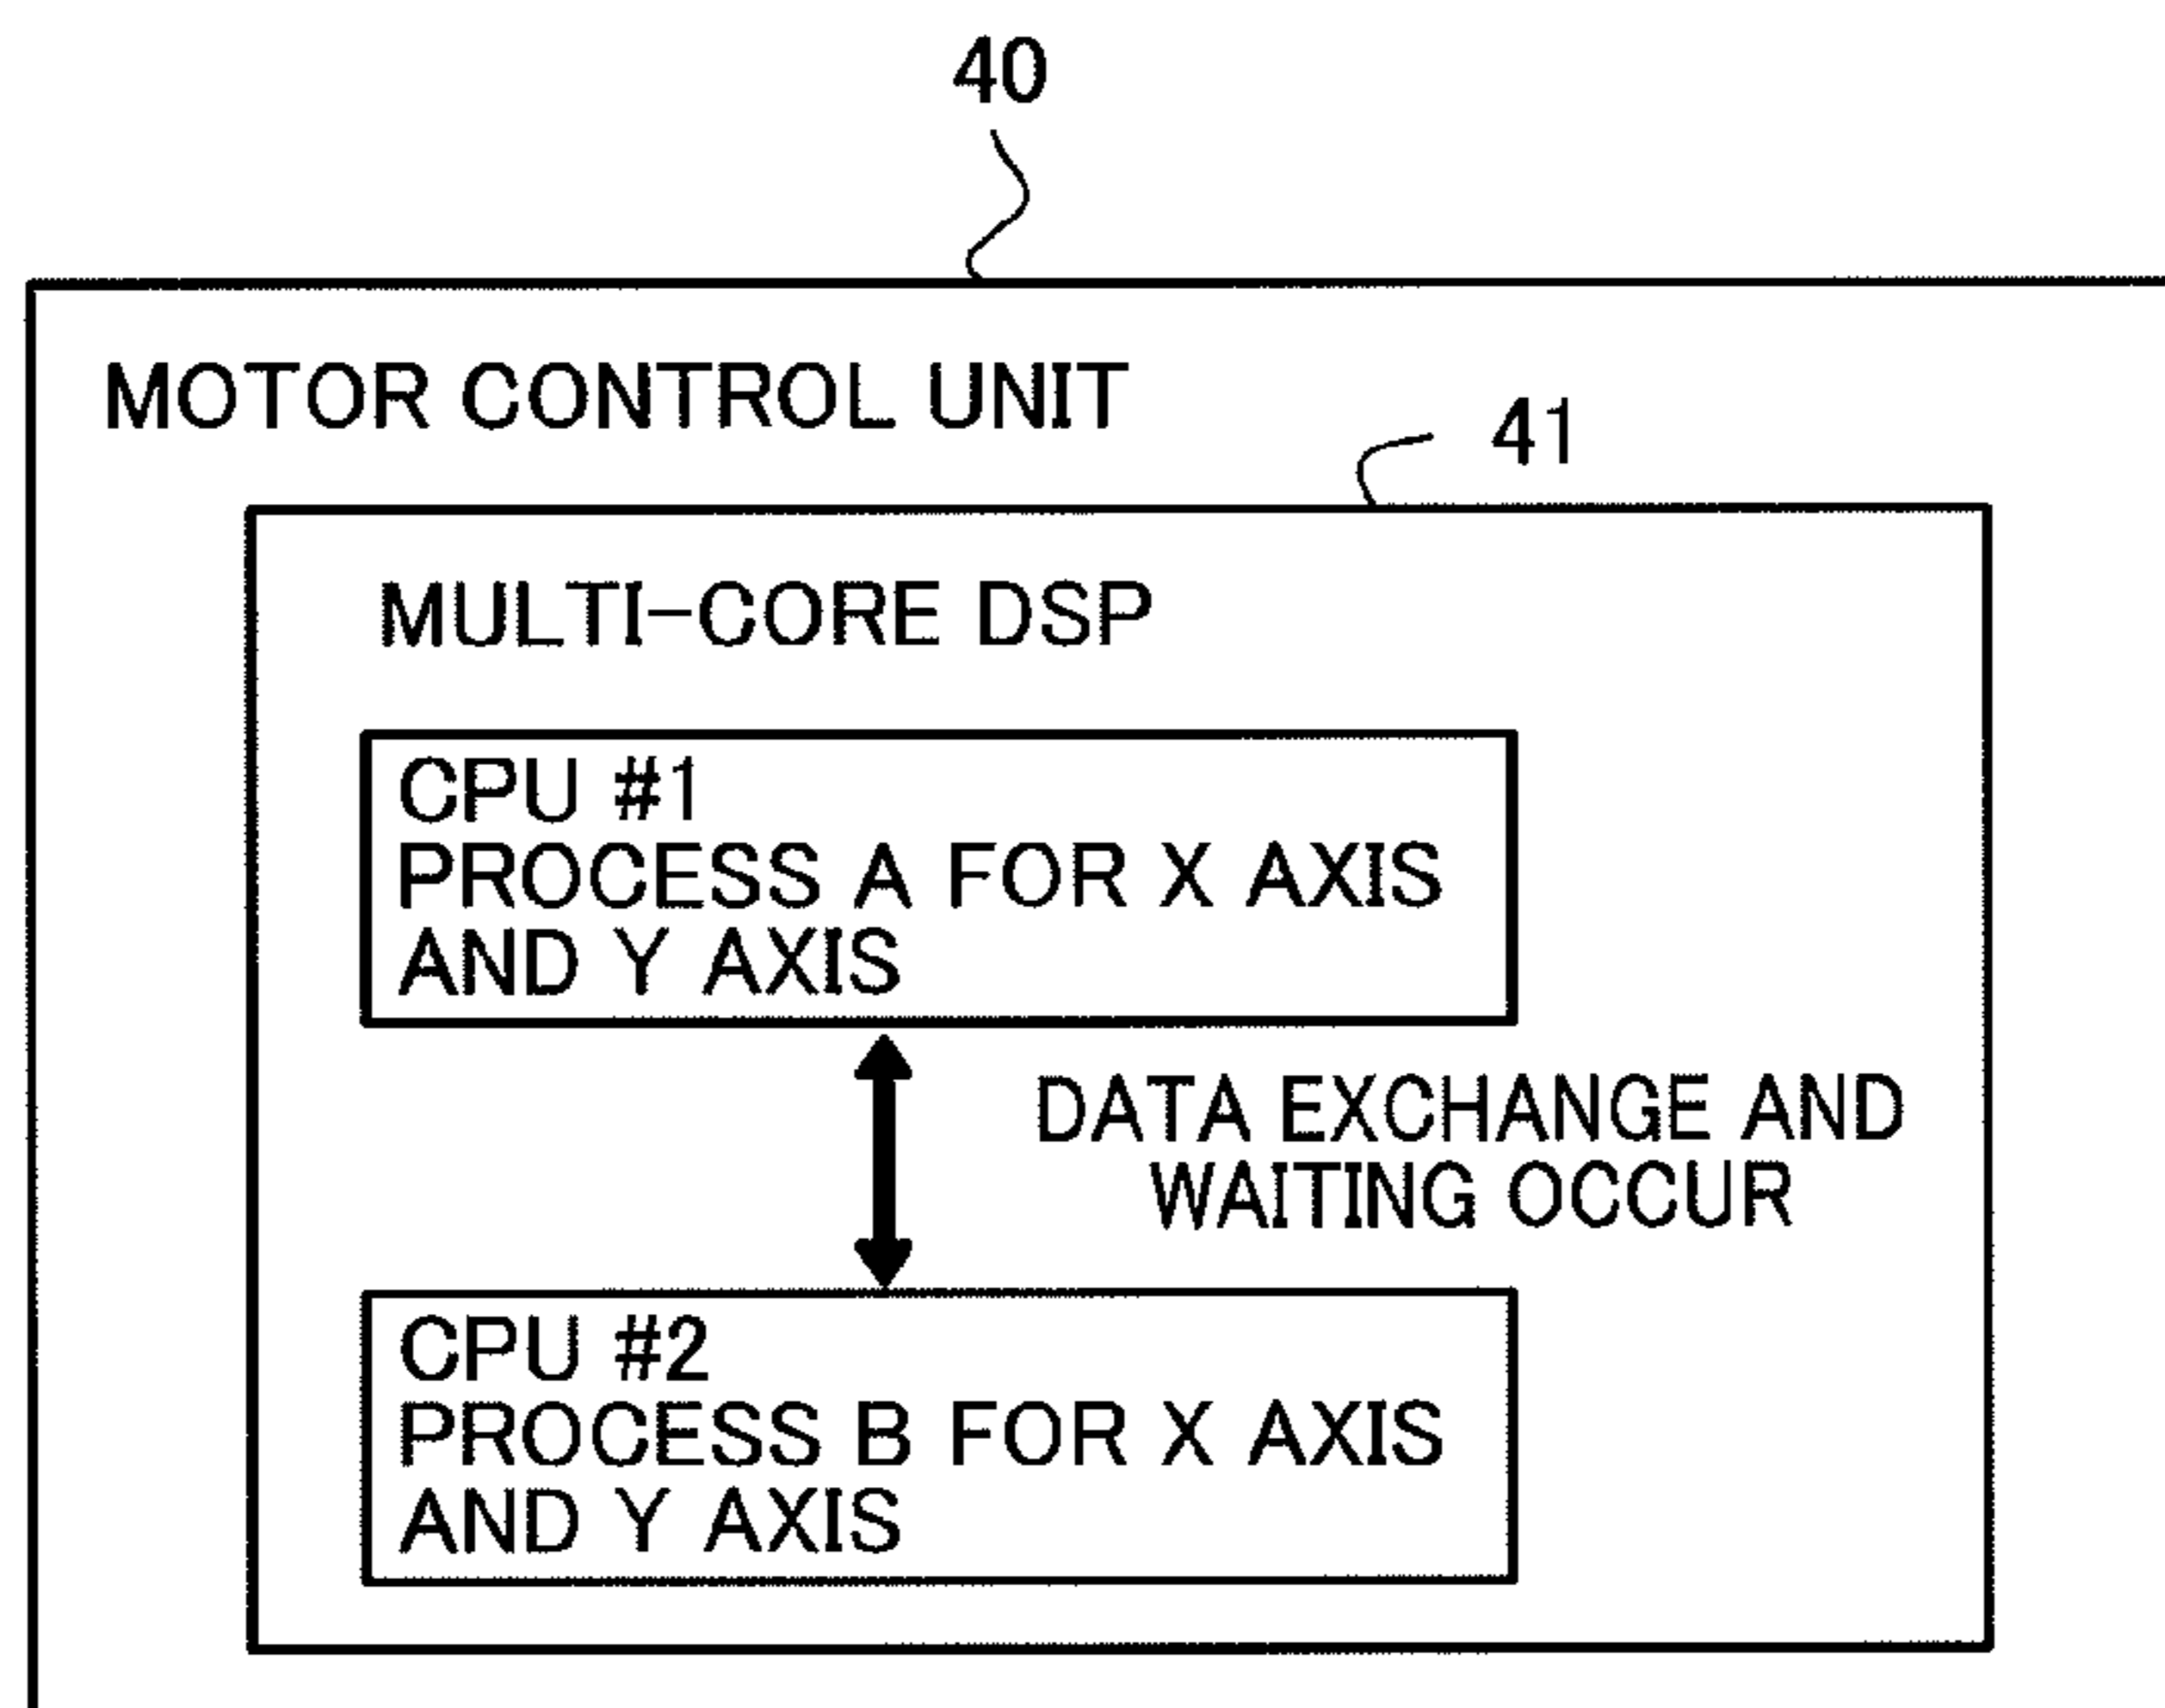 40
MOTOR CONTROL UNIT
41
MULTI-CORE DSP
CPU #1
PROCESS A FOR X AXIS
AND Y AXIS
DATA EXCHANGE AND
WAITING OCCUR
CPU #2
PROCESS B FOR X AXIS
AND Y AXIS